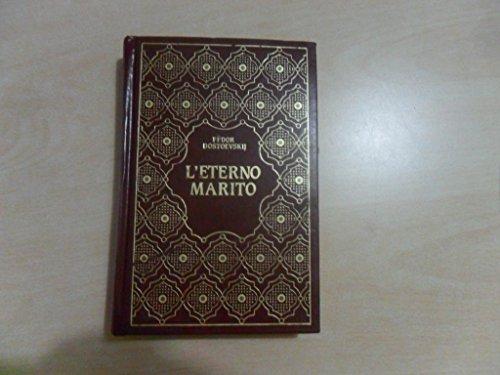 FËDOR
DOSTOEVSKIJ
L'ETERNO
MARITO